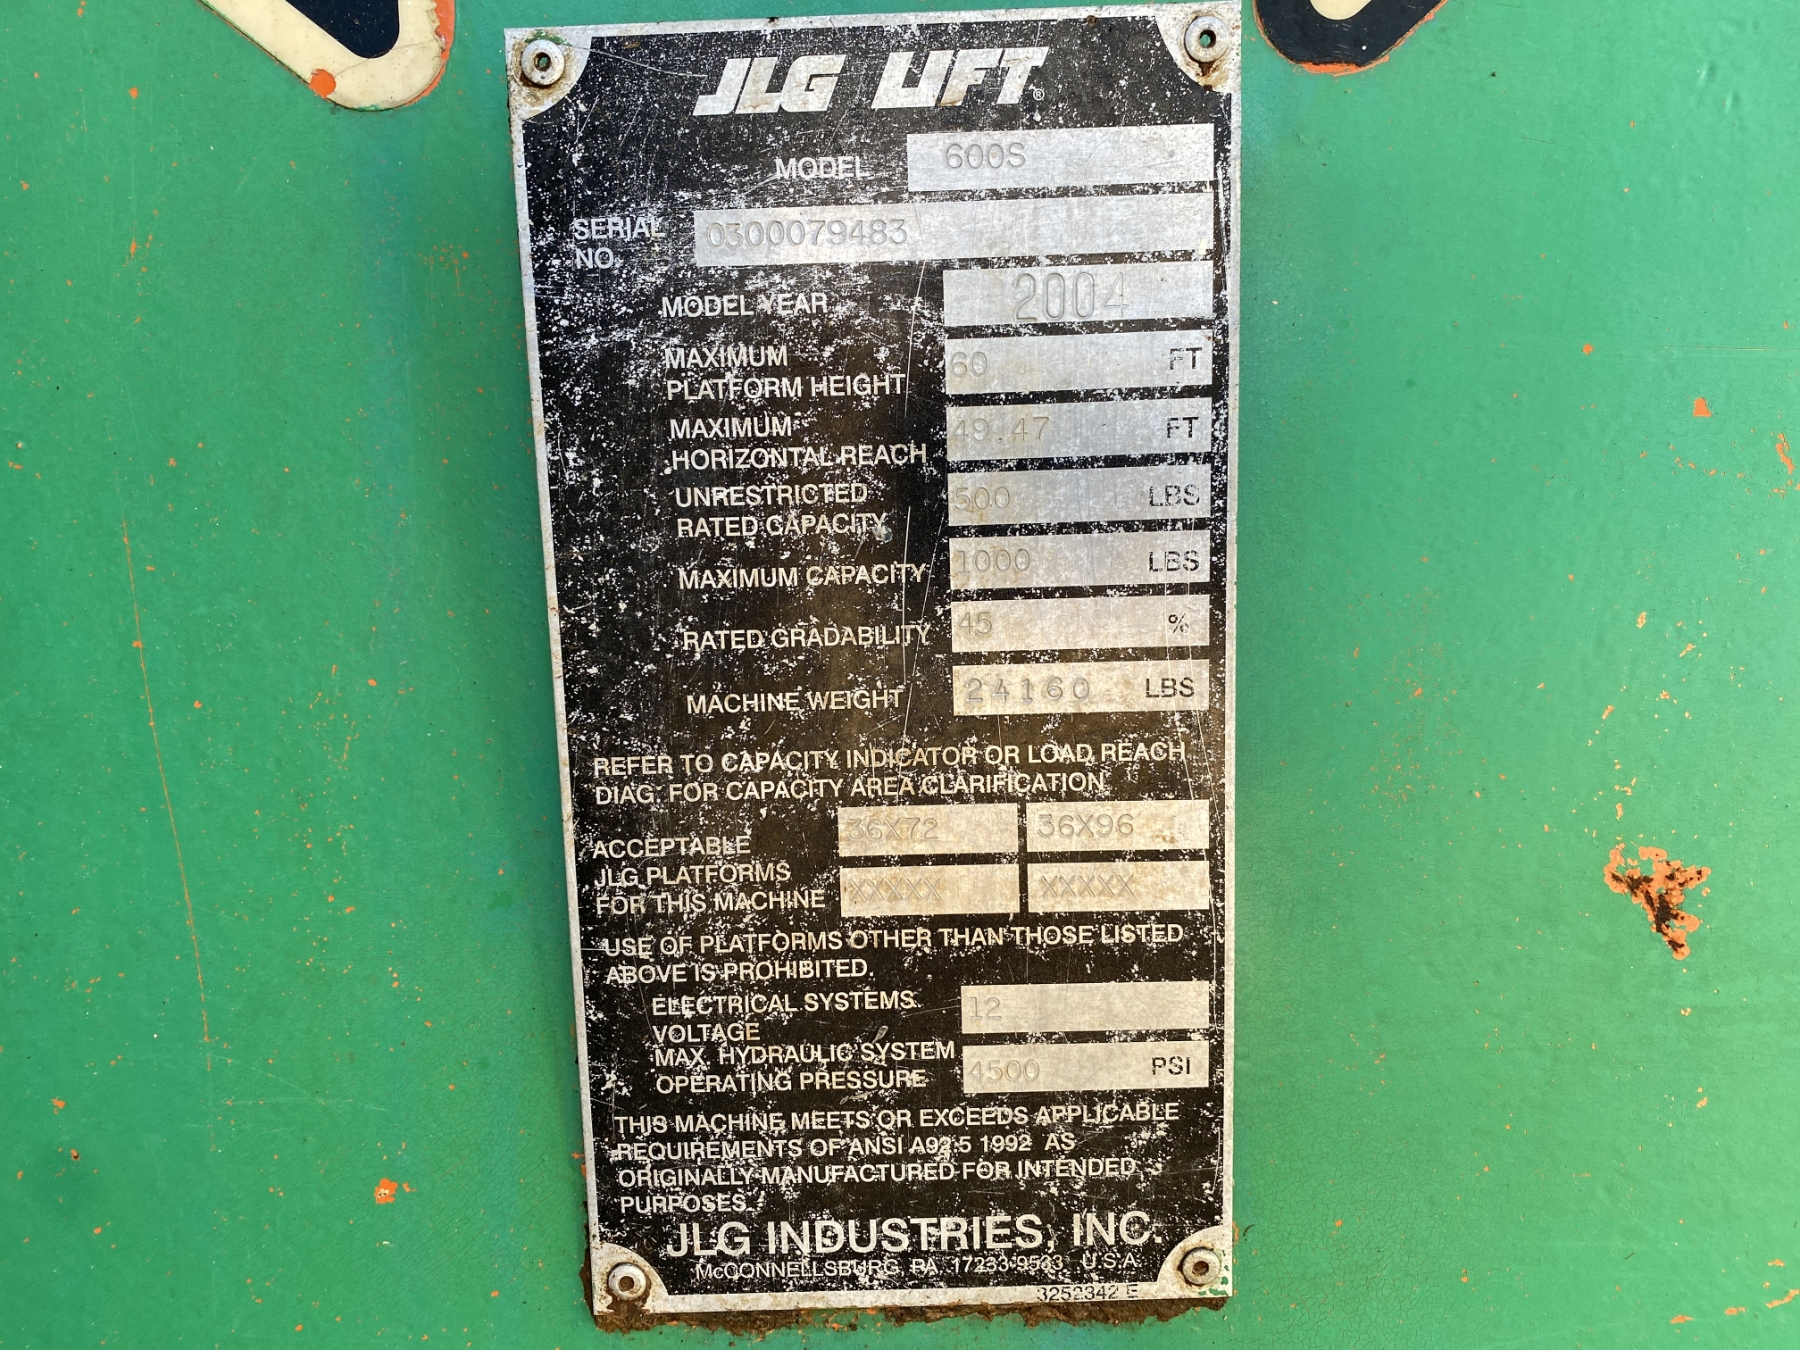 JLG LIFT®
MODEL 600S
SERIAL NO. 0300079483
MODEL YEAR 2004
MAXIMUM PLATFORM HEIGHT 60 FT
MAXIMUM HORIZONTAL REACH 49.47 FT
UNRESTRICTED RATED CAPACITY 500 LBS
MAXIMUM CAPACITY 1000 LBS
RATED GRADABILITY 45 %
MACHINE WEIGHT 24160 LBS
REFER TO CAPACITY INDICATOR OR LOAD REACH
DIAG. FOR CAPACITY AREA CLARIFICATION
ACCEPTABLE JLG PLATFORMS FOR THIS MACHINE
36X72 36X96
XXXXX XXXXX
USE OF PLATFORMS OTHER THAN THOSE LISTED
ABOVE IS PROHIBITED.
ELECTRICAL SYSTEMS VOLTAGE 12
MAX. HYDRAULIC SYSTEM OPERATING PRESSURE 4500 PSI
THIS MACHINE MEETS OR EXCEEDS APPLICABLE
REQUIREMENTS OF ANSI A92.5 1992 AS
ORIGINALLY MANUFACTURED FOR INTENDED
PURPOSES.
JLG INDUSTRIES, INC.
McCONNELLSBURG, PA 17233-9533 U.S.A.
3252342 E